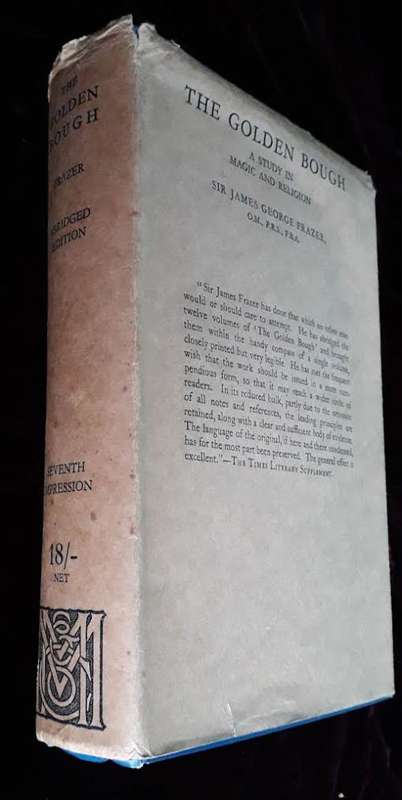 THE
GOLDEN
BOUGH
FRAZER
ABRIDGED
EDITION
SEVENTH
IMPRESSION
18/-
NET
THE GOLDEN BOUGH
A STUDY IN
MAGIC AND RELIGION
SIR JAMES GEORGE FRAZER,
O.M., F.R.S., F.B.A.
"Sir James Frazer has done that which no other man
would or should care to attempt. He has abridged the
twelve volumes of 'The Golden Bough' and brought
them within the handy compass of a single volume,
closely printed but very legible. He has met the frequent
wish that the work should be issued in a more com-
pendious form, so that it may reach a wider circle of
readers. In its reduced bulk, partly due to the omission
of all notes and references, the leading principles are
retained, along with a clear and sufficient body of evidence.
The language of the original, if here and there condensed,
has for the most part been preserved. The general effect is
excellent."—THE TIMES LITERARY SUPPLEMENT.